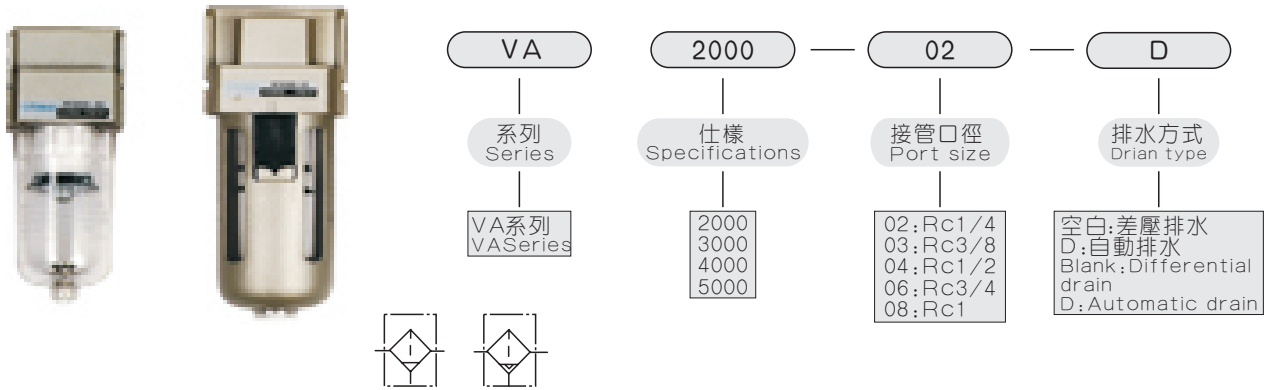 VA 2000 — 02 — D
系列
Series
仕樣
Specifications
接管口徑
Port size
排水方式
Drian type
VA系列
VASeries
2000
3000
4000
5000
02:Rc1/4
03:Rc3/8
04:Rc1/2
06:Rc3/4
08:Rc1
空白:差壓排水
D:自動排水
Blank:Differential
drain
D:Automatic drain